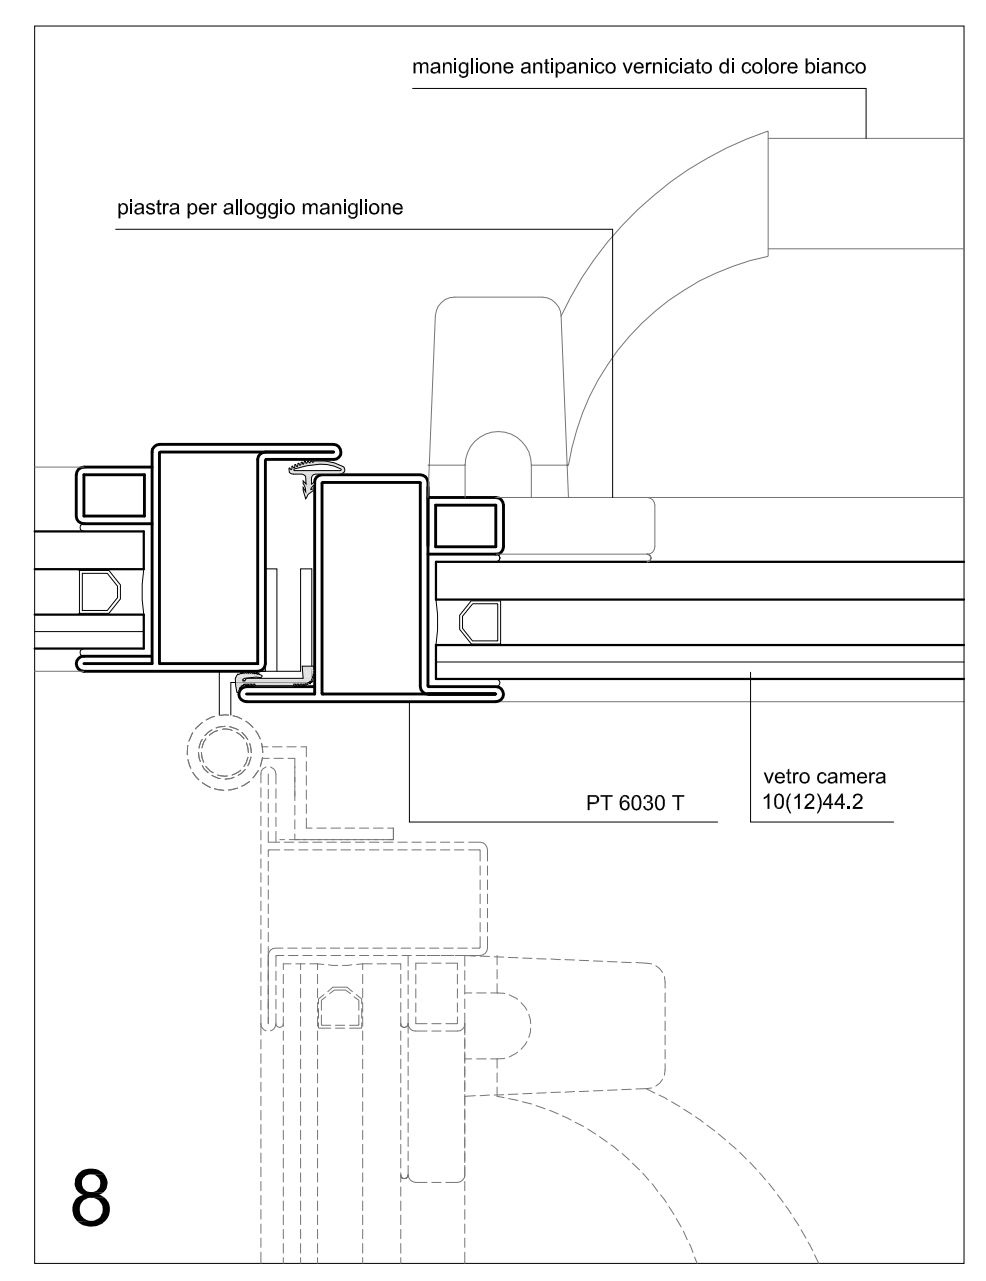 maniglione antipanico verniciato di colore bianco
piastra per alloggio maniglione
vetro camera
10(12)44.2
PT 6030 T
8